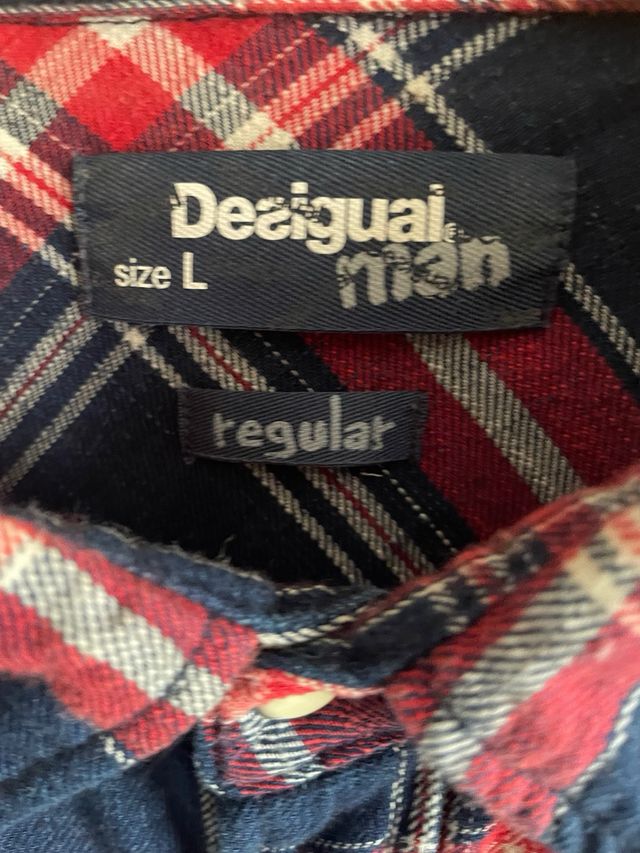 Desigual
man
size L
regular